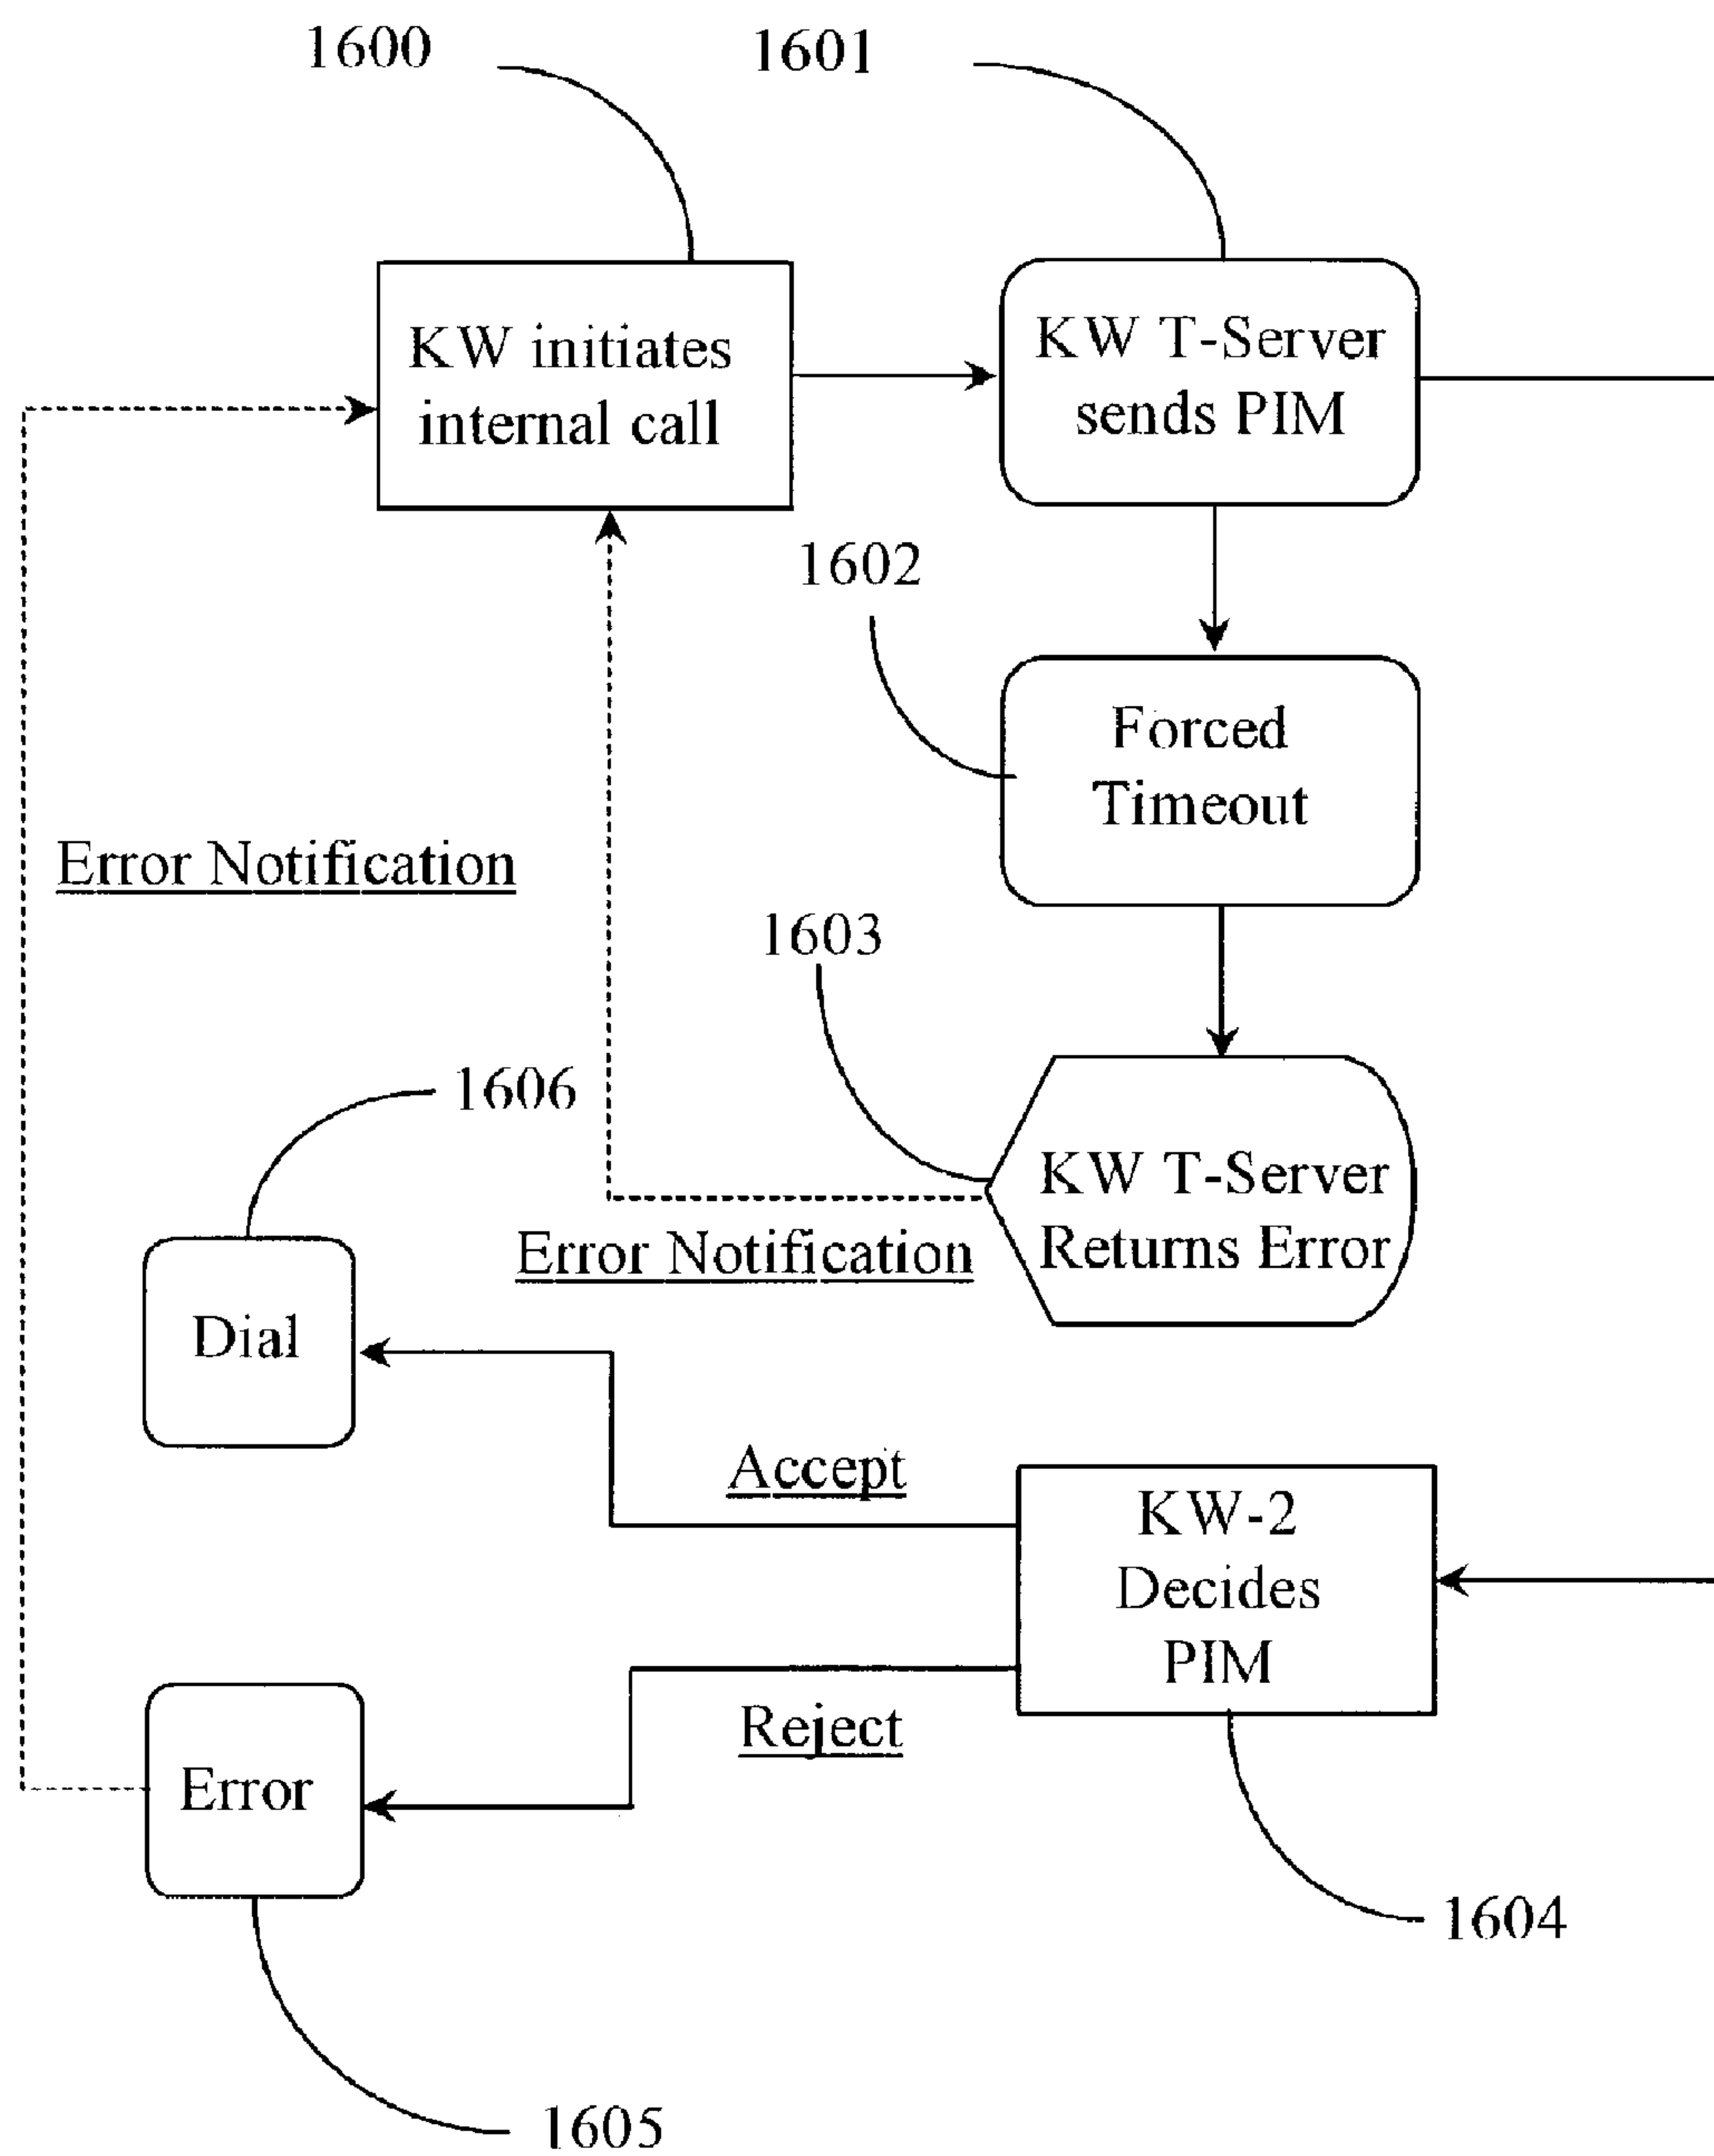 1600
1601
KW initiates
internal call
KW T-Server
sends PIM
1602
Forced
Timeout
Error Notification
1603
1606
KW T-Server
Returns Error
Error Notification
Dial
Accept
KW-2
Decides
PIM
Reject
Error
1604
1605